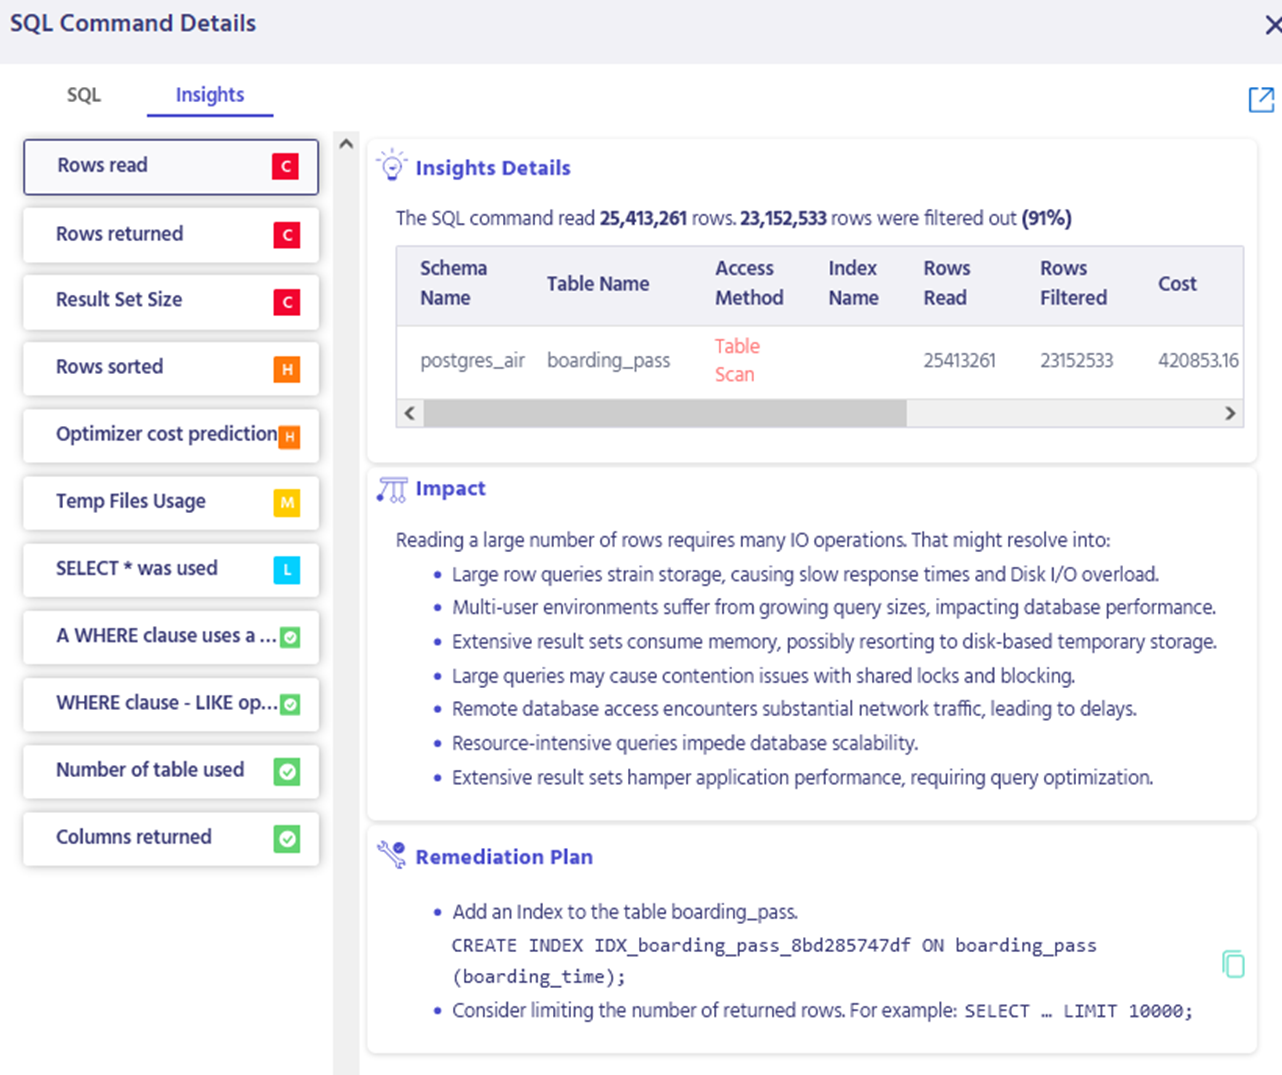 SQL Command Details
SQL
Insights
Rows read
C
Rows returned
C
Result Set Size
C
Rows sorted
H
Optimizer cost prediction
H
Temp Files Usage
M
SELECT * was used
L
A WHERE clause uses a ...
WHERE clause - LIKE op...
Number of table used
Columns returned
Insights Details
The SQL command read 25,413,261 rows. 23,152,533 rows were filtered out (91%)
Schema Name
Table Name
Access Method
Index Name
Rows Read
Rows Filtered
Cost
postgres_air
boarding_pass
Table Scan
25413261
23152533
420853.16
Impact
Reading a large number of rows requires many IO operations. That might resolve into:
• Large row queries strain storage, causing slow response times and Disk I/O overload.
• Multi-user environments suffer from growing query sizes, impacting database performance.
• Extensive result sets consume memory, possibly resorting to disk-based temporary storage.
• Large queries may cause contention issues with shared locks and blocking.
• Remote database access encounters substantial network traffic, leading to delays.
• Resource-intensive queries impede database scalability.
• Extensive result sets hamper application performance, requiring query optimization.
Remediation Plan
• Add an Index to the table boarding_pass.
CREATE INDEX IDX_boarding_pass_8bd285747df ON boarding_pass
(boarding_time);
• Consider limiting the number of returned rows. For example: SELECT … LIMIT 10000;